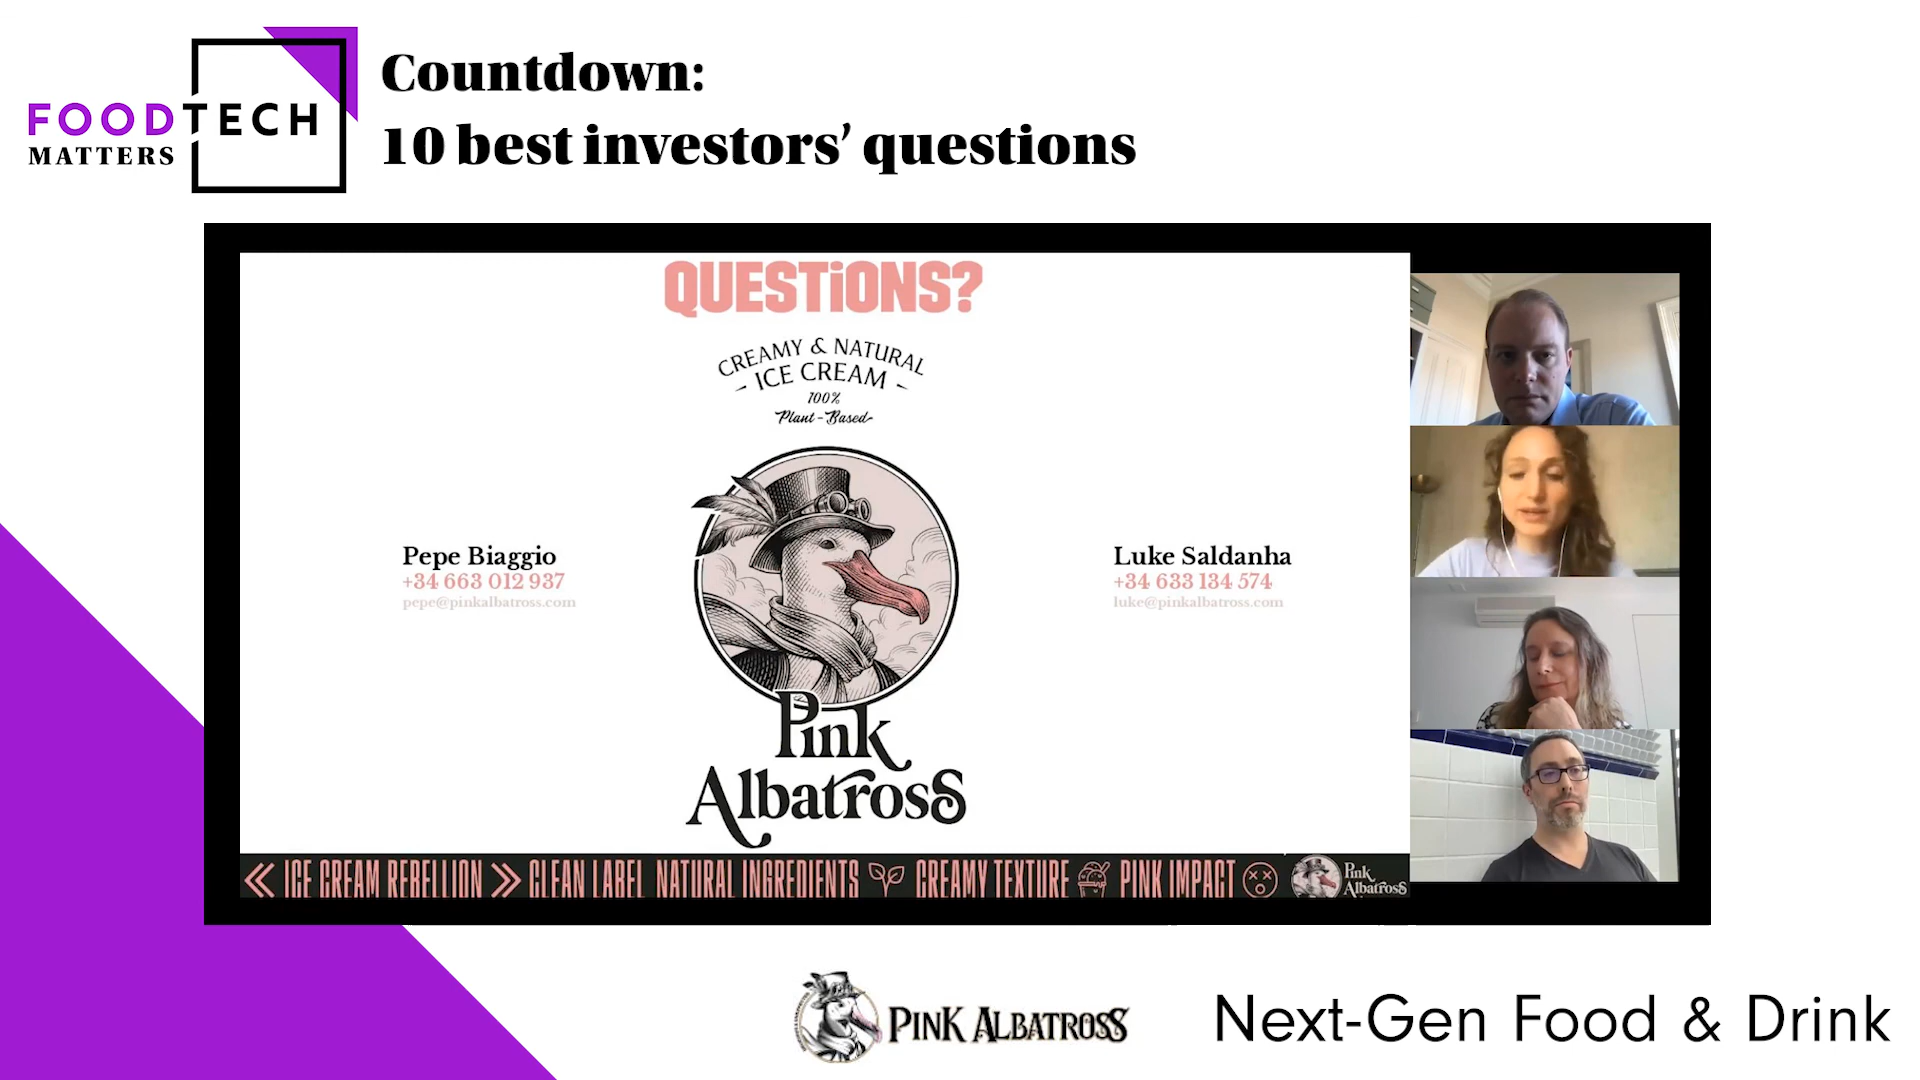 FOODTECH
MATTERS
Countdown:
10 best investors’ questions
QUESTiONS?
CREAMY & NATURAL
- ICE CREAM -
100%
Plant-Based
Pepe Biaggio
+34 663 012 937
pepe@pinkalbatross.com
Luke Saldanha
+34 633 134 574
luke@pinkalbatross.com
Pink
Albatross
ICE CREAM REBELLION CLEAN LABEL NATURAL INGREDIENTS CREAMY TEXTURE PINK IMPACT
Pink
Albatross
PINK ALBATROSS
Next-Gen Food & Drink